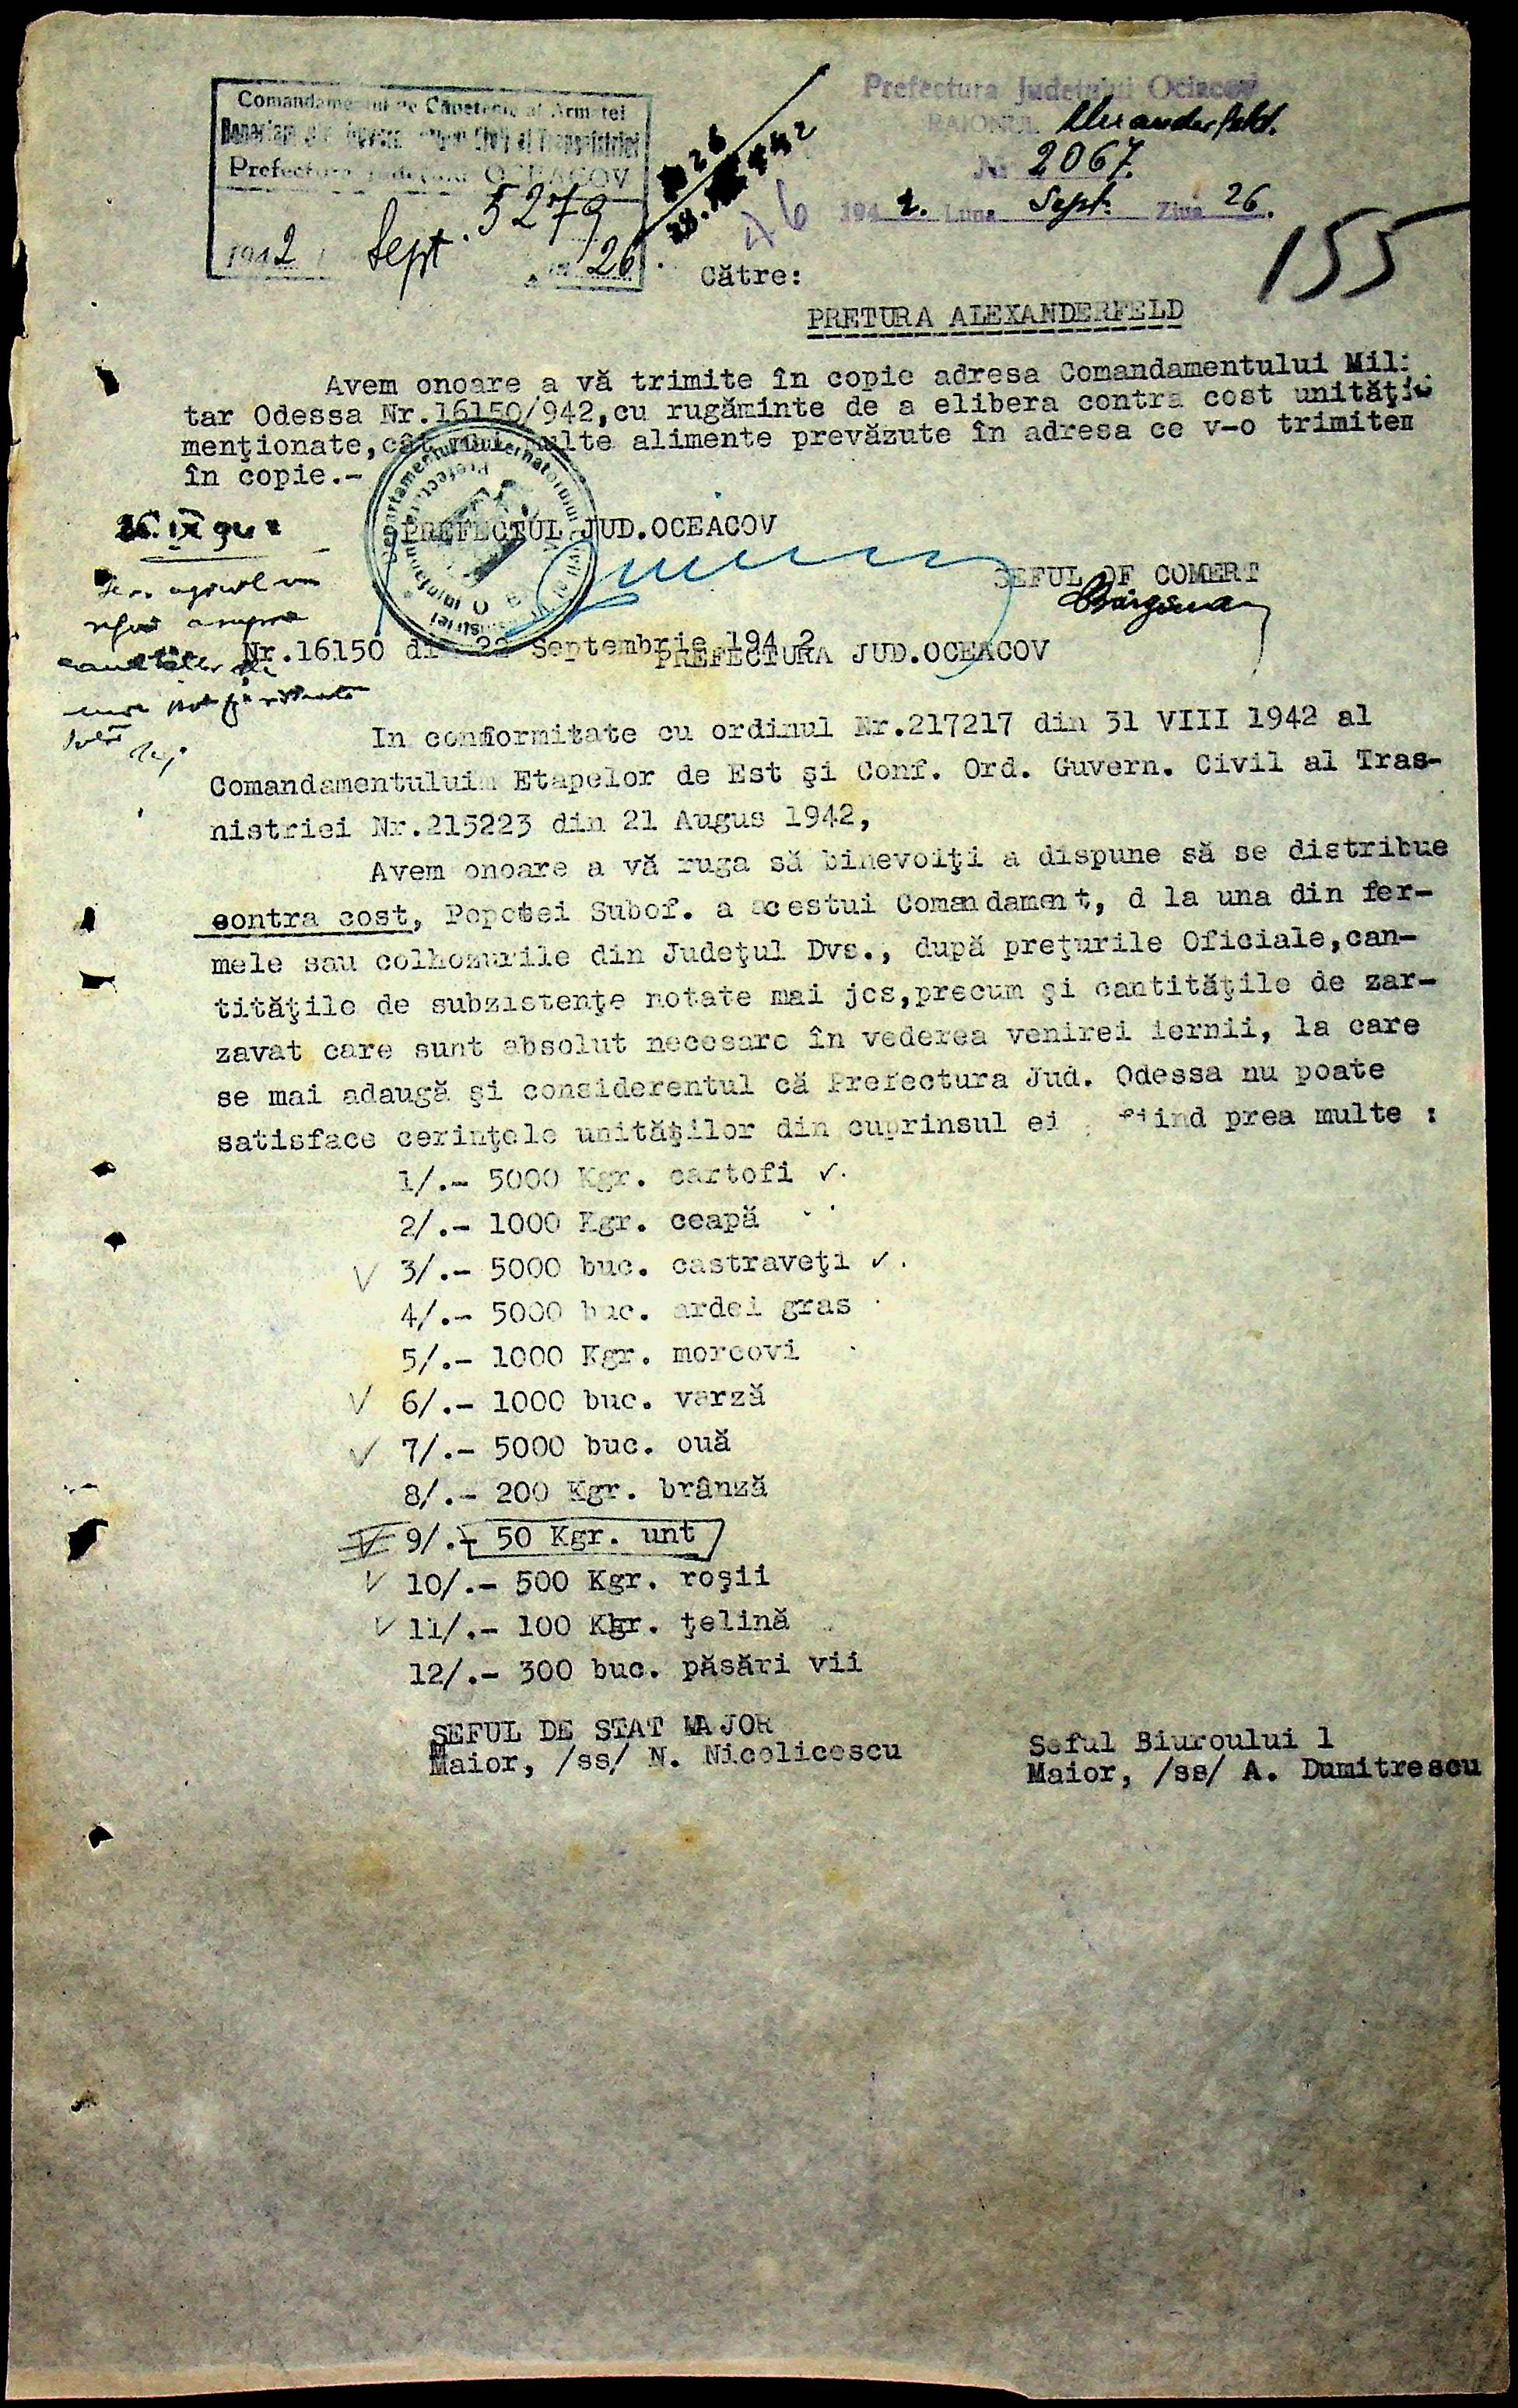 Comandamentul de Căpetenie al Armatei
Prefectura Județului OCEACOV
5279
1942 Sept. 26
Prefectura Județului Ociacov
RAIONUL Alexanderfeld.
Nr 2067.
1942. Luna Sept. Ziua 26.
155
Către:
PRETURA ALEXANDERFELD
Avem onoare a vă trimite în copie adresa Comandamentului Mili
tar Odessa Nr.16150/942,cu rugăminte de a elibera contra cost unităţii
menţionate,cât mai multe alimente prevăzute în adresa ce v-o trimitem
în copie.-
PREFECTUL JUD.OCEACOV
SEFUL OF COMERT
26.IX 942
Nr.16150 din 22 Septembrie 194 2
PREFECTURA JUD.OCEACOV
In conformitate cu ordinul Nr.217217 din 31 VIII 1942 al
Comandamentului Etapelor de Est şi Conf. Ord. Guvern. Civil al Tras-
nistriei Nr.215223 din 21 Augus 1942,
Avem onoare a vă ruga să binevoiţi a dispune să se distribue
contra cost, Popotei Subof. a acestui Comandament, d la una din fer-
mele sau colhozurile din Judeţul Dvs., după preţurile Oficiale,can-
tităţile de subzistenţe notate mai jos,precum şi cantităţile de zar-
zavat care sunt absolut necesare în vederea venirei iernii, la care
se mai adaugă şi considerentul că Prefectura Jud. Odessa nu poate
satisface cerinţele unităţilor din cuprinsul ei , fiind prea multe :
1/.- 5000 Kgr. cartofi ✓.
2/.- 1000 Kgr. ceapă
✓ 3/.- 5000 buc. castraveţi ✓.
4/.- 5000 buc. ardei gras
5/.- 1000 Kgr. morcovi
✓ 6/.- 1000 buc. varză
✓ 7/.- 5000 buc. ouă
8/.- 200 Kgr. brânză
✓ 9/.- 50 Kgr. unt
✓ 10/.- 500 Kgr. roşii
✓ 11/.- 100 Kgr. ţelină
12/.- 300 buc. păsări vii
SEFUL DE STAT MAJOR
Maior, /ss/ N. Nicolicescu
Seful Biuroului 1
Maior, /ss/ A. Dumitrescu